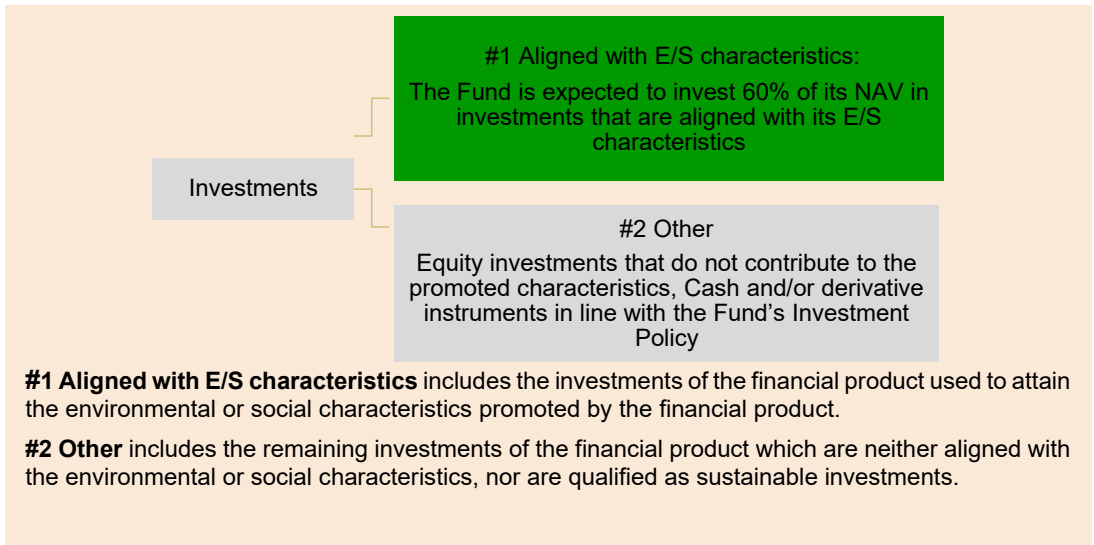 #1 Aligned with E/S characteristics:
The Fund is expected to invest 60% of its NAV in
investments that are aligned with its E/S
characteristics
Investments
#2 Other
Equity investments that do not contribute to the
promoted characteristics, Cash and/or derivative
instruments in line with the Fund’s Investment
Policy
#1 Aligned with E/S characteristics includes the investments of the financial product used to attain
the environmental or social characteristics promoted by the financial product.
#2 Other includes the remaining investments of the financial product which are neither aligned with
the environmental or social characteristics, nor are qualified as sustainable investments.